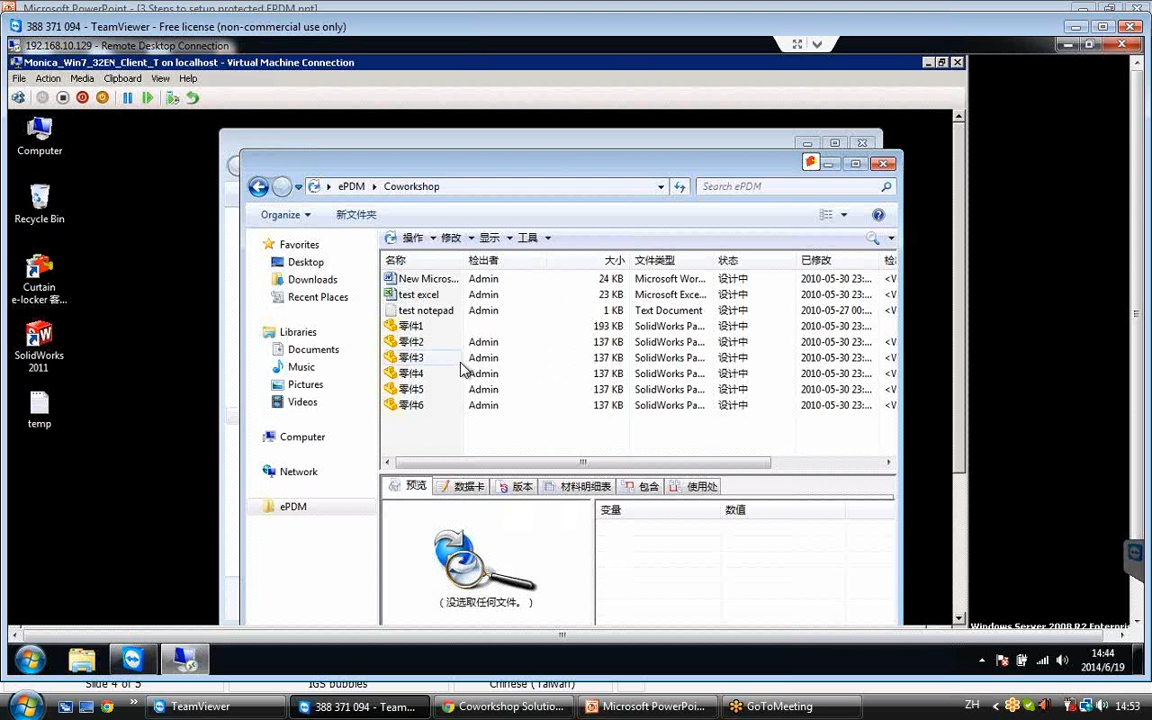 Microsoft PowerPoint - [3 Steps to setup protected EPDM.ppt]
388 371 094 - TeamViewer - Free license (non-commercial use only)
192.168.10.129 - Remote Desktop Connection
Monica_Win7_32EN_Client_T on localhost - Virtual Machine Connection
File Action Media Clipboard View Help
Computer
Recycle Bin
Curtain
e-locker 客...
SolidWorks
2011
temp
ePDM Coworkshop
Search ePDM
Organize 新文件夹
Favorites
Desktop
Downloads
Recent Places
Libraries
Documents
Music
Pictures
Videos
Computer
Network
ePDM
操作 修改 显示 工具
名称 检出者 大小 文件类型 状态 已修改 检
New Micros... Admin 24 KB Microsoft Wor... 设计中 2010-05-30 23:... <V
test excel Admin 23 KB Microsoft Exce... 设计中 2010-05-30 23:...
test notepad Admin 1 KB Text Document 设计中 2010-05-27 00:... <V
零件1 193 KB SolidWorks Pa... 设计中 2010-05-30 23:...
零件2 Admin 137 KB SolidWorks Pa... 设计中 2010-05-30 23:... <V
零件3 Admin 137 KB SolidWorks Pa... 设计中 2010-05-30 23:... <V
零件4 Admin 137 KB SolidWorks Pa... 设计中 2010-05-30 23:... <V
零件5 Admin 137 KB SolidWorks Pa... 设计中 2010-05-30 23:... <V
零件6 Admin 137 KB SolidWorks Pa... 设计中 2010-05-30 23:... <V
预览 数据卡 版本 材料明细表 包含 使用处
变量 数值
(没选取任何文件。)
Windows Server 2008 R2 Enterpri
14:44
2014/6/19
Slide 4 of 5 IGS bubbles Chinese (Taiwan)
TeamViewer 388 371 094 - Team... Coworkshop Solutio... Microsoft PowerPoi... GoToMeeting ZH 14:53